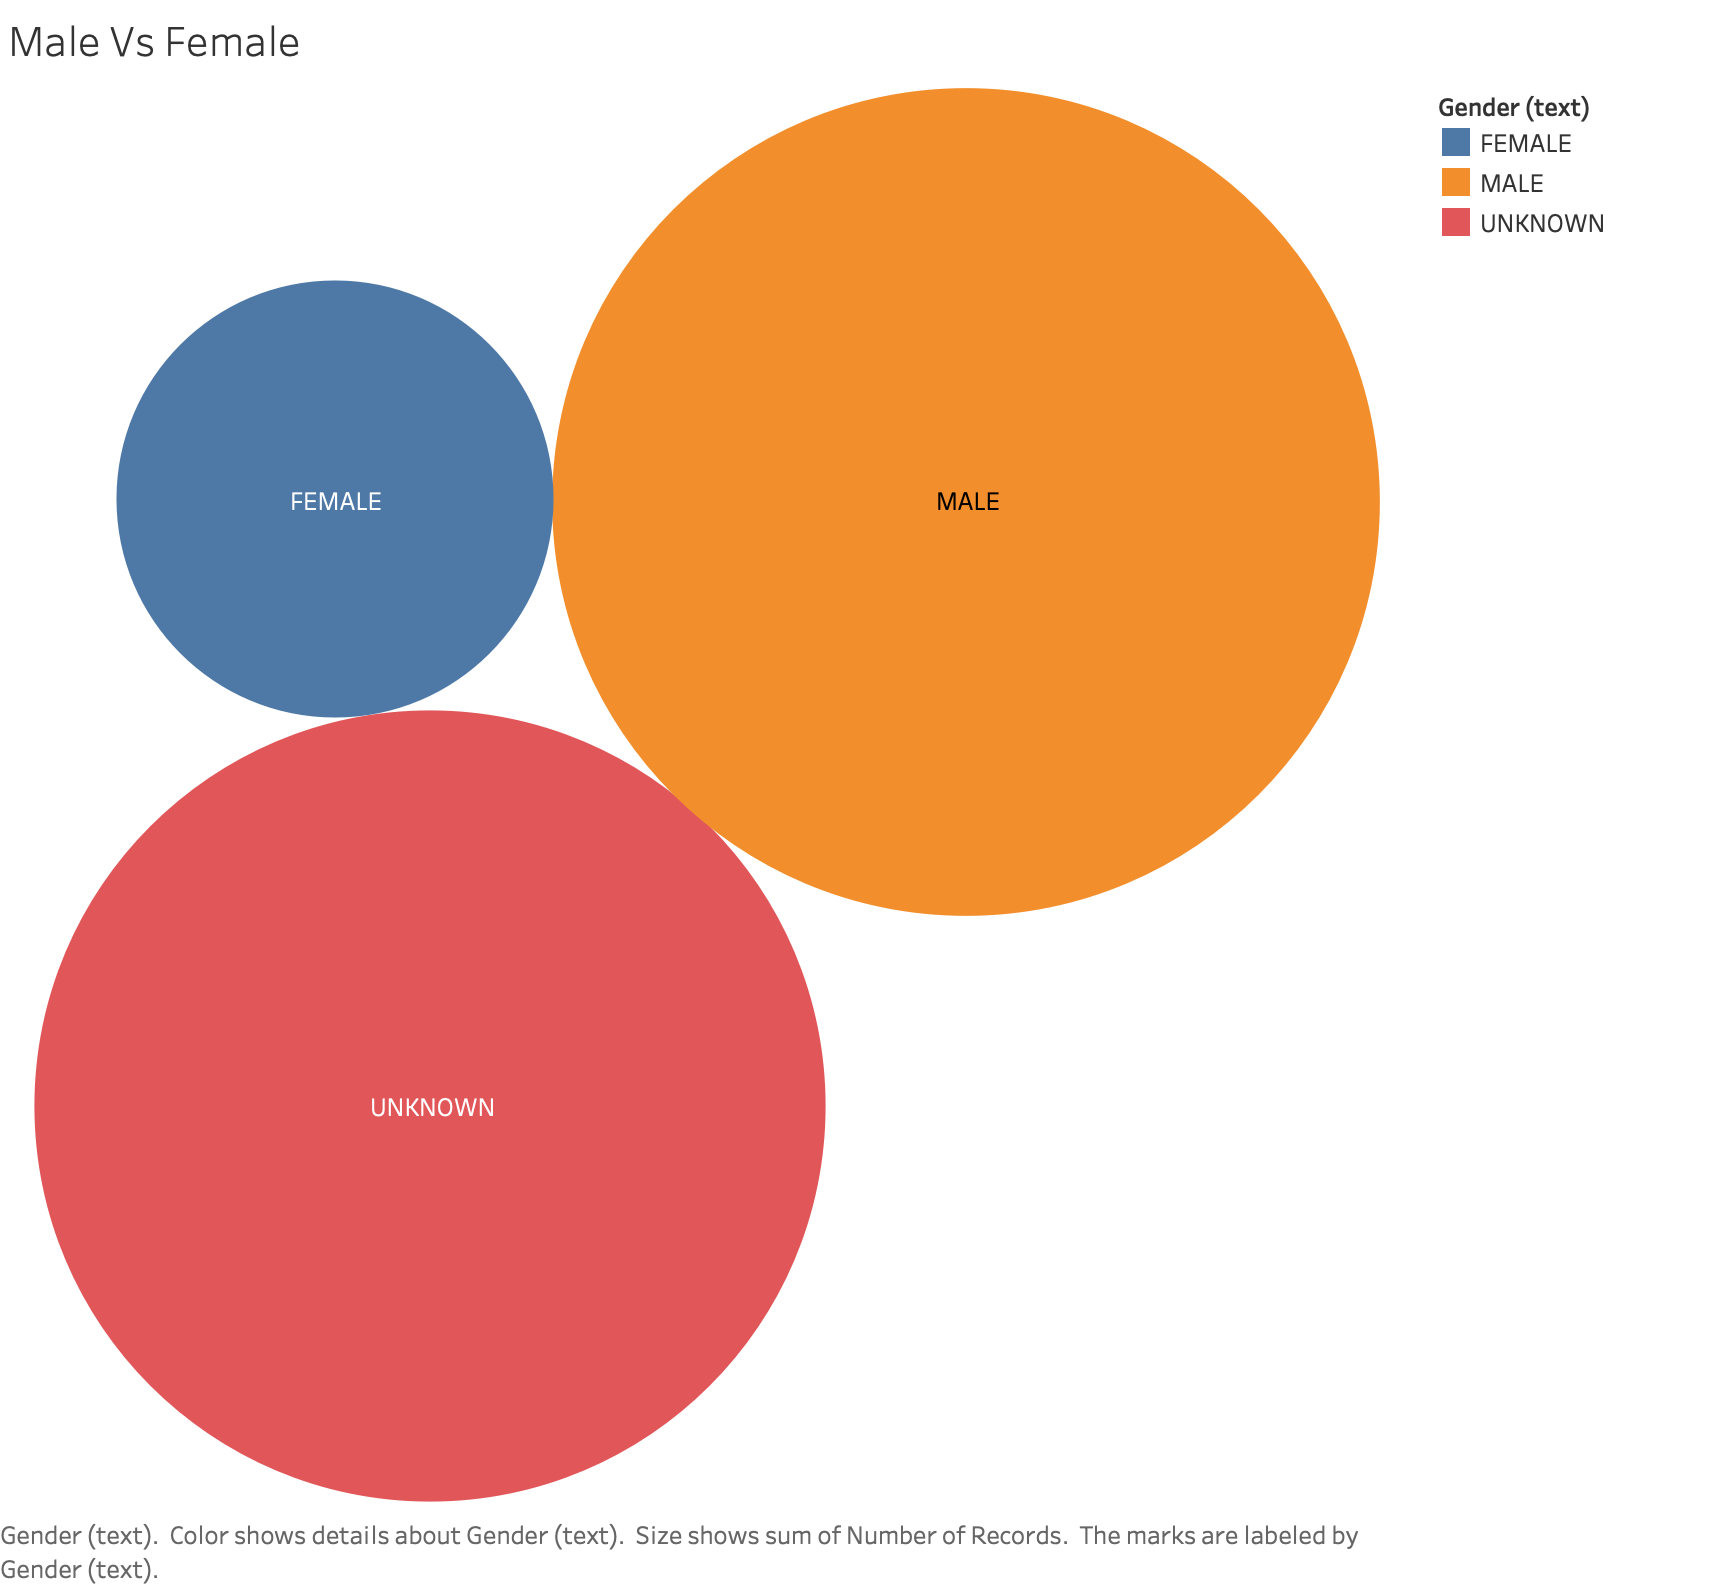 Male Vs Female
Gender (text)
FEMALE
MALE
UNKNOWN
FEMALE
MALE
UNKNOWN
Gender (text).  Color shows details about Gender (text).  Size shows sum of Number of Records.  The marks are labeled by
Gender (text).